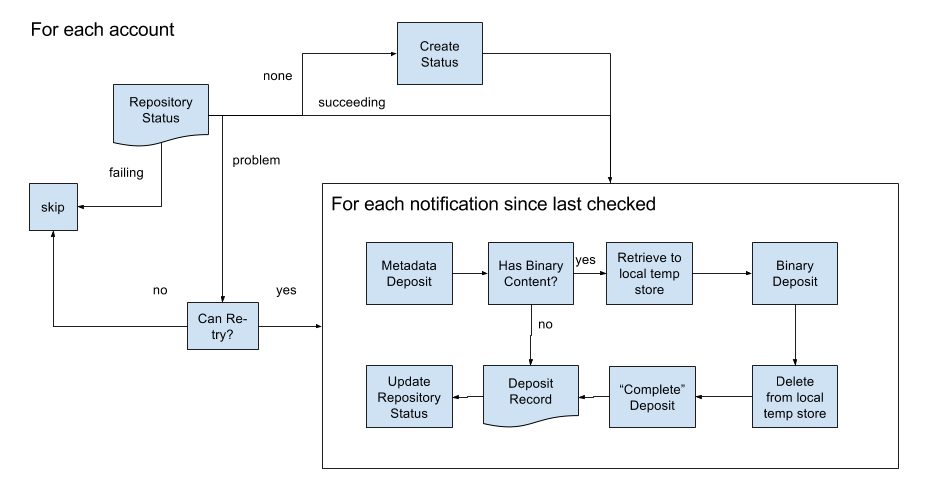 For each account
Create
Status
none
succeeding
Repository
Status
problem
failing
skip
For each notification since last checked
Metadata
Deposit
Has Binary
Content?
yes
Retrieve to
local temp
store
Binary
Deposit
no
yes
Can Re-
try?
no
Update
Repository
Status
Deposit
Record
“Complete”
Deposit
Delete
from local
temp store